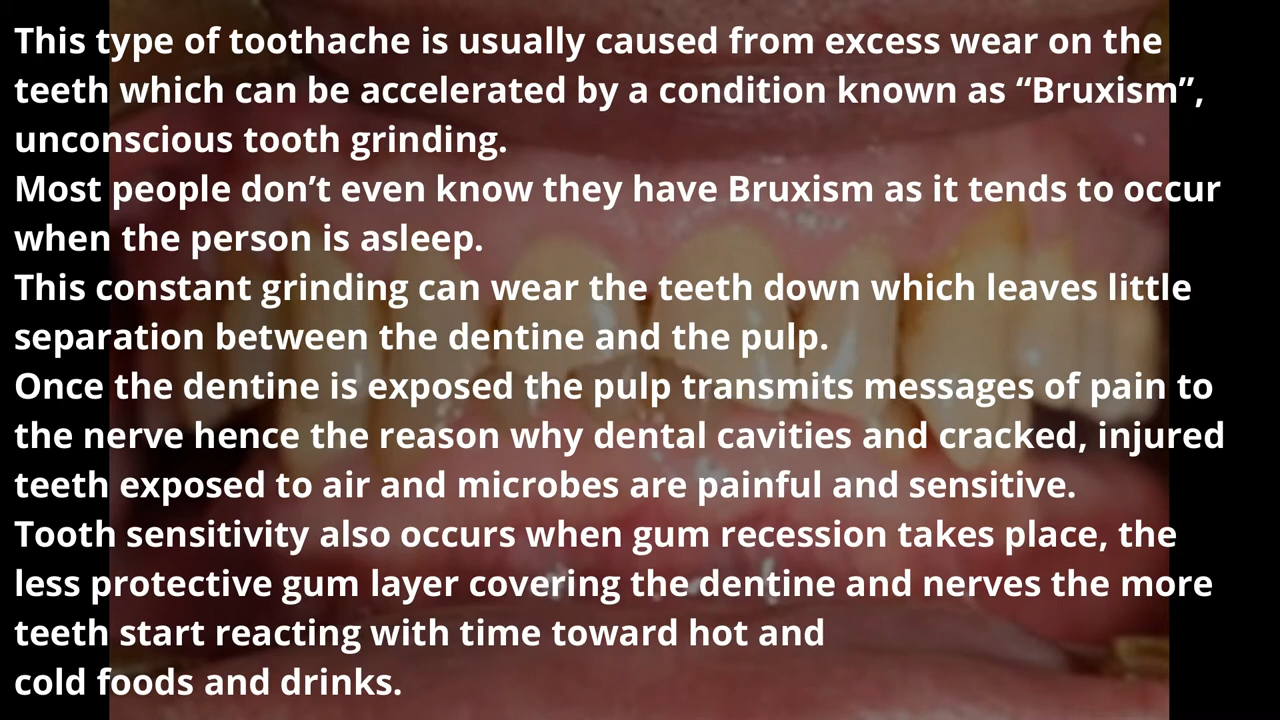 This type of toothache is usually caused from excess wear on the
teeth which can be accelerated by a condition known as “Bruxism”,
unconscious tooth grinding.
Most people don’t even know they have Bruxism as it tends to occur
when the person is asleep.
This constant grinding can wear the teeth down which leaves little
separation between the dentine and the pulp.
Once the dentine is exposed the pulp transmits messages of pain to
the nerve hence the reason why dental cavities and cracked, injured
teeth exposed to air and microbes are painful and sensitive.
Tooth sensitivity also occurs when gum recession takes place, the
less protective gum layer covering the dentine and nerves the more
teeth start reacting with time toward hot and
cold foods and drinks.